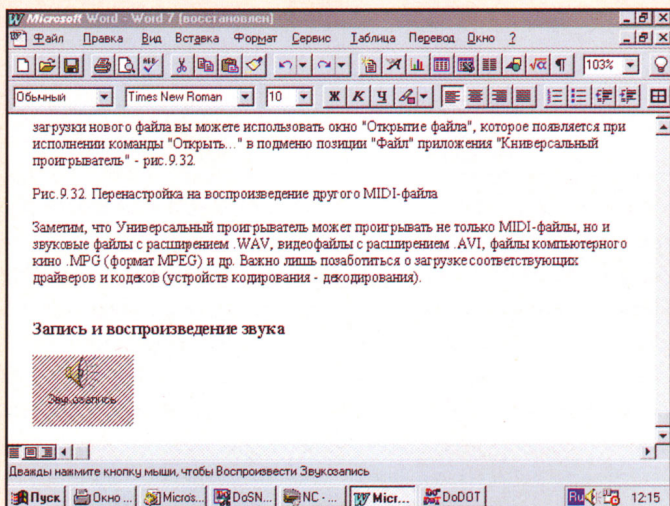 Microsoft Word - Word 7 [восстановлен]
Файл Правка Вид Вставка Формат Сервис Таблица Перевод Окно ?
103%
Обычный Times New Roman 10 Ж К Ч
загрузки нового файла вы можете использовать окно "Открытие файла", которое появляется при
исполнении команды "Открыть..." в подменю позиции "Файл" приложения "Книверсальный
проигрыватель" - рис.9.32.
Рис.9.32. Перенастройка на воспроизведение другого MIDI-файла
Заметим, что Универсальный проигрыватель может проигрывать не только MIDI-файлы, но и
звуковые файлы с расширением .WAV, видеофайлы с расширением .AVI, файлы компьютерного
кино .MPG (формат MPEG) и др. Важно лишь позаботиться о загрузке соответствующих
драйверов и кодеков (устройств кодирования - декодирования).
Запись и воспроизведение звука
Звукозапись
Дважды нажмите кнопку мыши, чтобы Воспроизвести Звукозапись
Пуск Окно ... Micros... DoSN... NC - ... Micr... DoDOT Ru 12:15